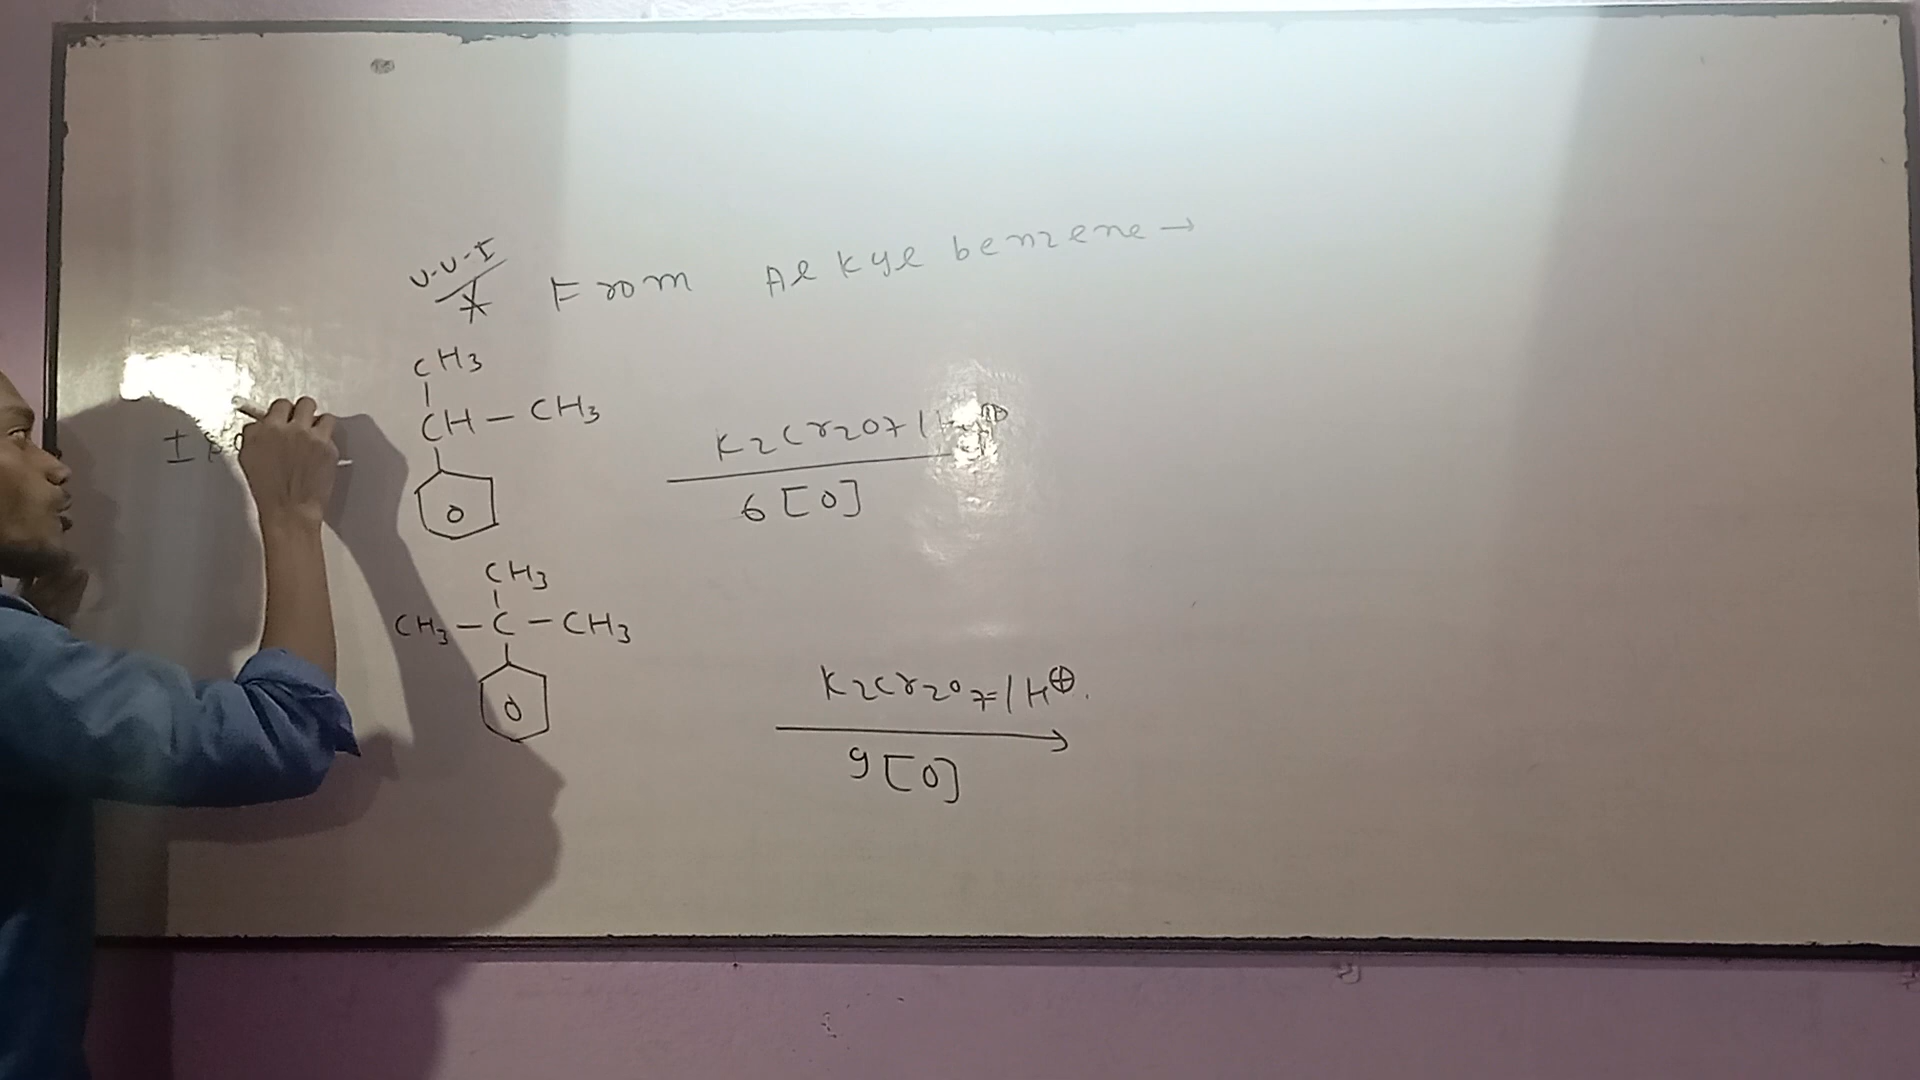 V.V.I
* From Alkyl benzene →
CH3
CH - CH3
K2Cr2O7/H⊕
6[O]
CH3
CH3 - C - CH3
K2Cr2O7/H⊕.
9[O]